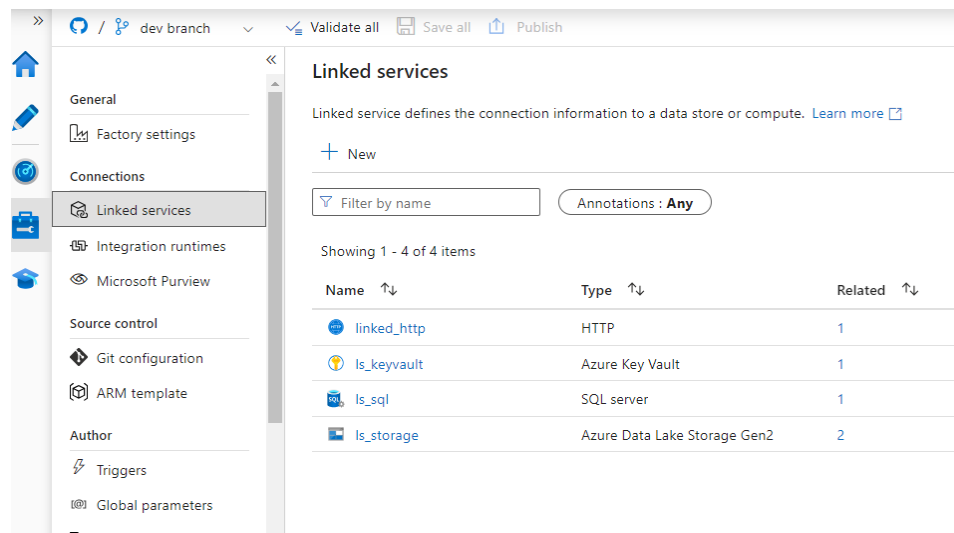 / dev branch
Validate all
Save all
Publish
General
Factory settings
Connections
Linked services
Integration runtimes
Microsoft Purview
Source control
Git configuration
ARM template
Author
Triggers
Global parameters
Linked services
Linked service defines the connection information to a data store or compute. Learn more
New
Filter by name
Annotations : Any
Showing 1 - 4 of 4 items
Name Type Related
HTTP linked_http HTTP 1
ls_keyvault Azure Key Vault 1
SQL ls_sql SQL server 1
ls_storage Azure Data Lake Storage Gen2 2